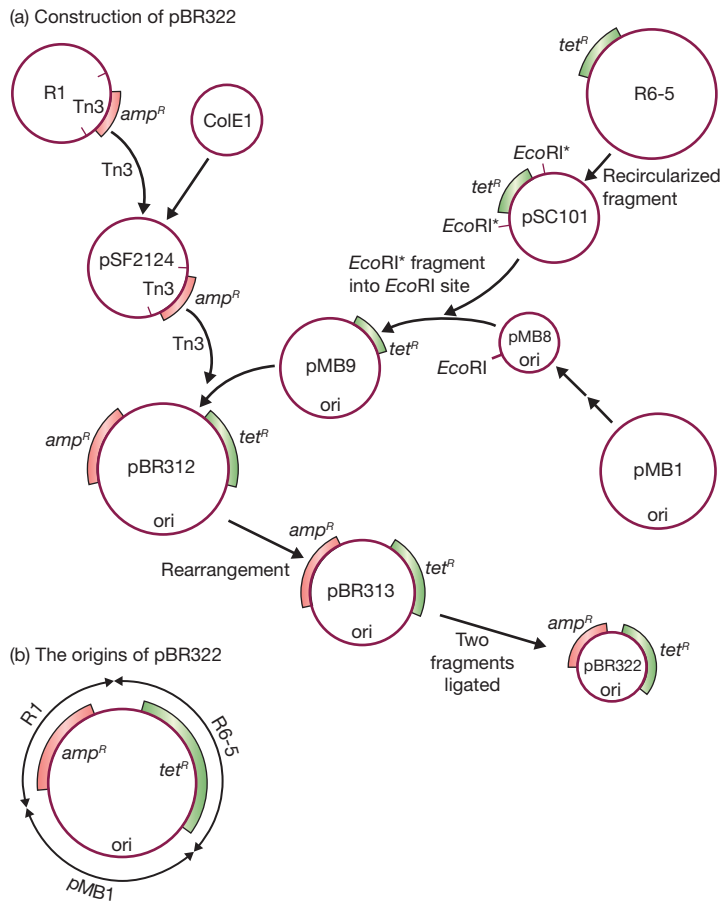 (a) Construction of pBR322
tet^R
R1
Tn3
amp^R
ColE1
R6-5
Tn3
EcoRI*
Recircularized
fragment
tet^R
pSC101
EcoRI*
pSF2124
Tn3
amp^R
EcoRI* fragment
into EcoRI site
Tn3
pMB9
ori
tet^R
pMB8
ori
EcoRI
amp^R
tet^R
pBR312
ori
pMB1
ori
Rearrangement
amp^R
tet^R
pBR313
ori
Two
fragments
ligated
amp^R
tet^R
pBR322
ori
(b) The origins of pBR322
R1
R6-5
amp^R
tet^R
ori
pMB1